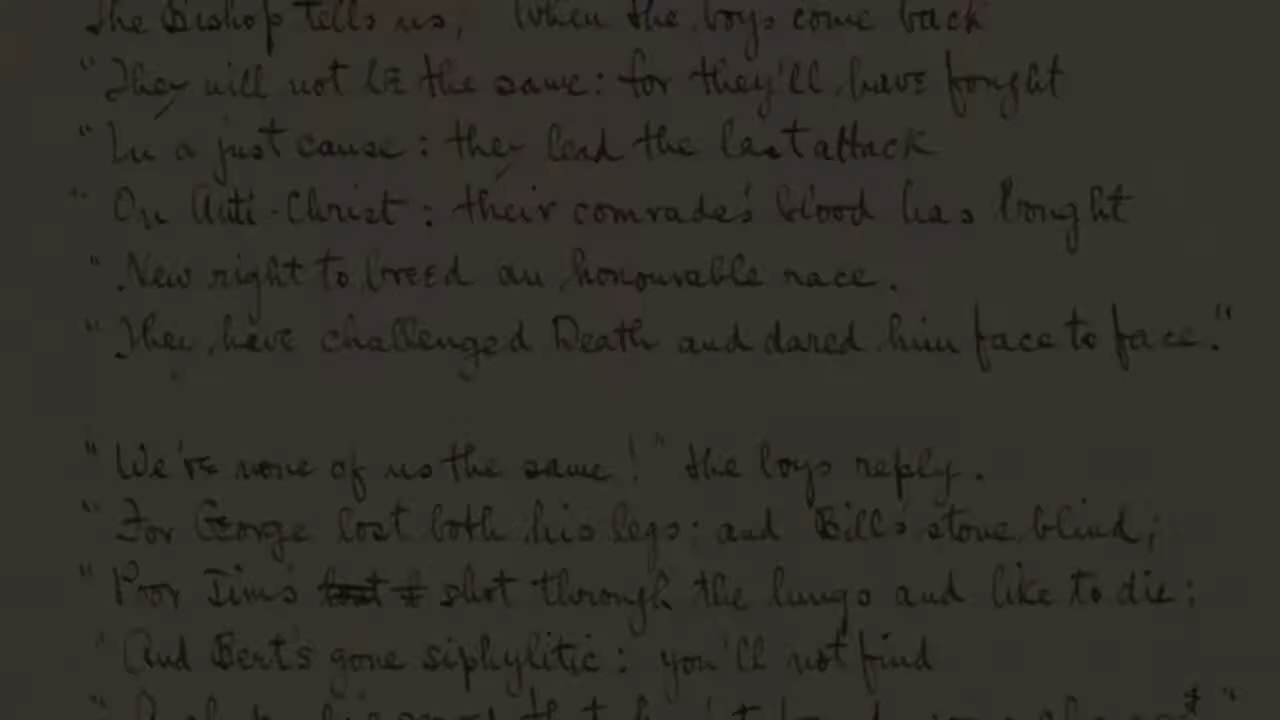 The Bishop tells us, "When the boys come back
"They will not be the same: for they'll have fought
"In a just cause: they lead the last attack
"On Anti-Christ: their comrade's blood has bought
"New right to breed an honourable race.
"They have challenged Death and dared him face to face."
"We're none of us the same!" the boys reply.
"For George lost both his legs; and Bill's stone blind;
"Poor Jim's shot through the lungs and like to die:
"And Bert's gone siphylitic: you'll not find